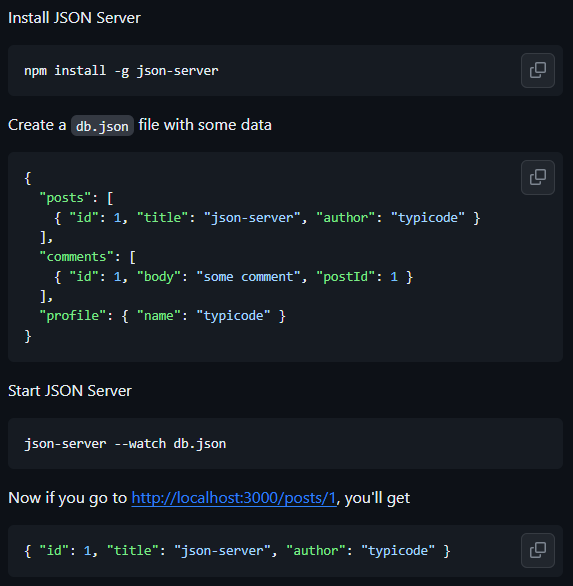 Install JSON Server
npm install -g json-server
Create a db.json file with some data
{
  "posts": [
    { "id": 1, "title": "json-server", "author": "typicode" }
  ],
  "comments": [
    { "id": 1, "body": "some comment", "postId": 1 }
  ],
  "profile": { "name": "typicode" }
}
Start JSON Server
json-server --watch db.json
Now if you go to http://localhost:3000/posts/1, you'll get
{ "id": 1, "title": "json-server", "author": "typicode" }